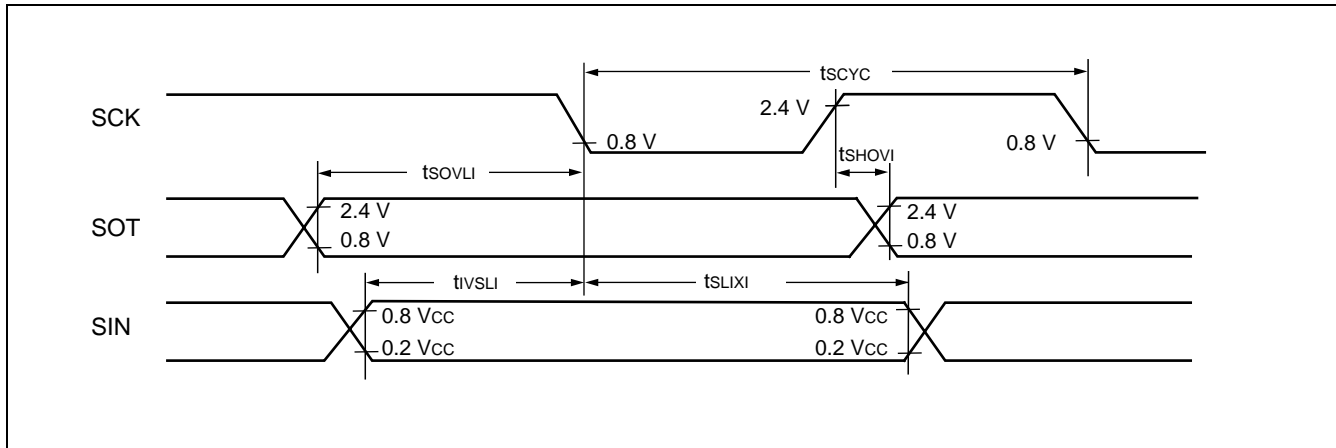 tSCYC
SCK
2.4 V
0.8 V
0.8 V
tSHOVI
tSOVLI
SOT
2.4 V
0.8 V
2.4 V
0.8 V
tIVSLI
tSLIXI
SIN
0.8 VCC
0.2 VCC
0.8 VCC
0.2 VCC